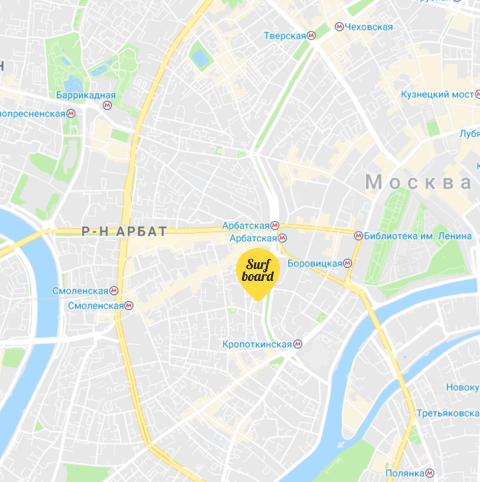 Тверская
Чеховская
Кузнецкий мост
Баррикадная
нопресненская
Лубя
Москва
Арбатская
Р-Н АРБАТ
Арбатская
Библиотека им. Ленина
Surf
board
Боровицкая
Смоленская
Смоленская
Кропоткинская
Новоку
Третьяковска
Полянка